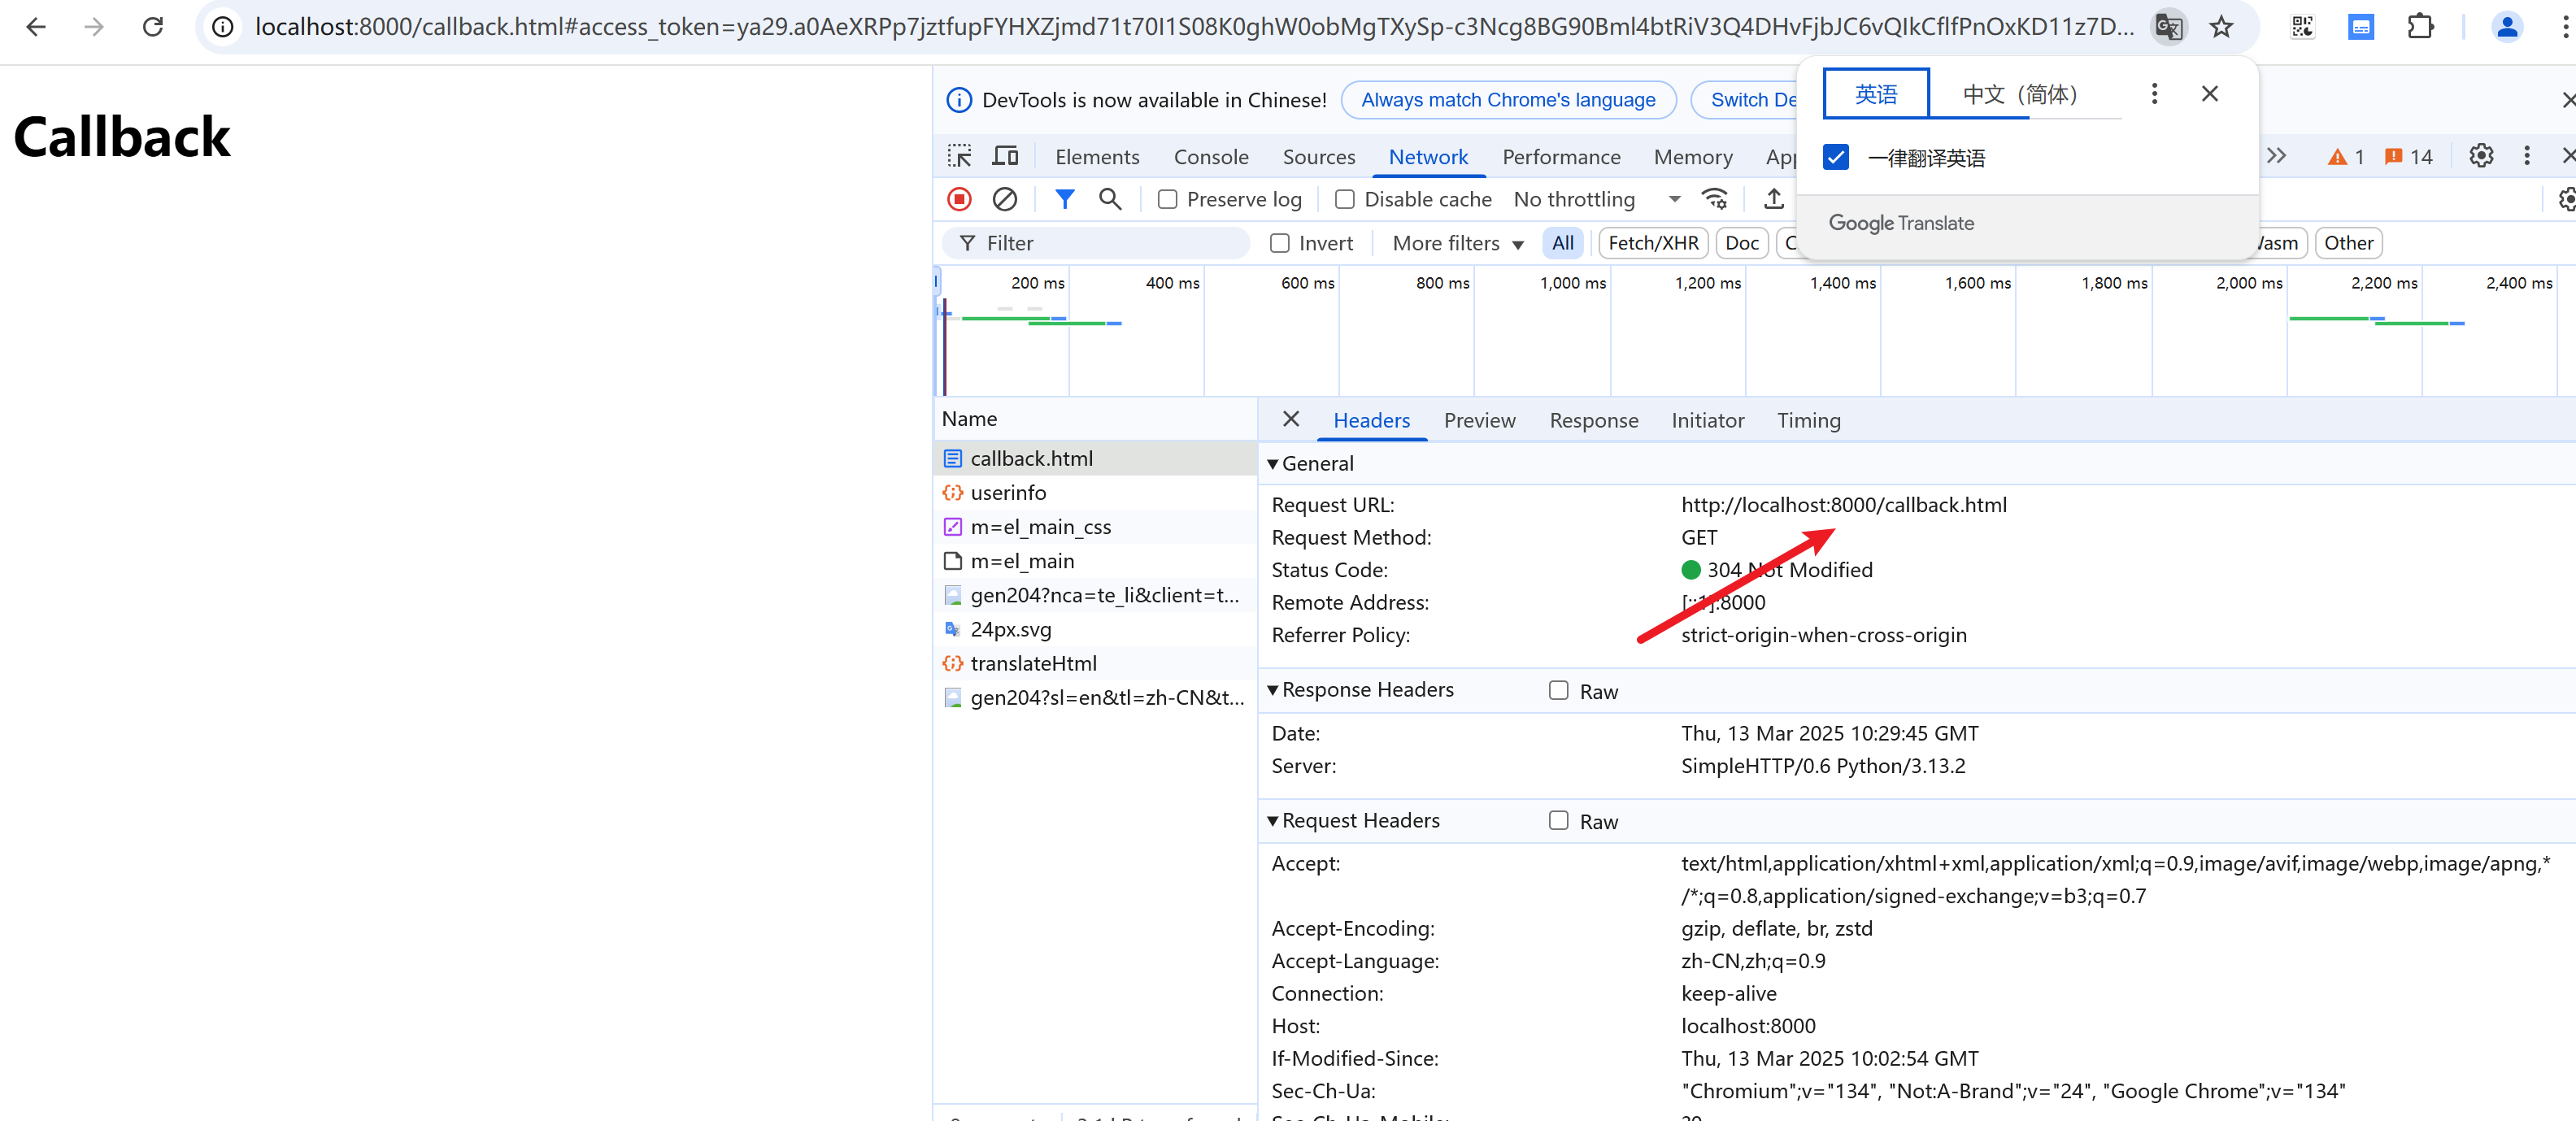 localhost:8000/callback.html#access_token=ya29.a0AeXRPp7jztfupFYHXZjmd71t70I1S08K0ghW0obMgTXySp-c3Ncg8BG90Bml4btRiV3Q4DHvFjbJC6vQIkCflfPnOxKD11z7D...
Callback
DevTools is now available in Chinese!
Always match Chrome's language
Switch De
英语
中文（简体）
一律翻译英语
Google Translate
Elements
Console
Sources
Network
Performance
Memory
App
1
14
Preserve log
Disable cache
No throttling
Filter
Invert
More filters
All
Fetch/XHR
Doc
Other
200 ms
400 ms
600 ms
800 ms
1,000 ms
1,200 ms
1,400 ms
1,600 ms
1,800 ms
2,000 ms
2,200 ms
2,400 ms
Name
callback.html
userinfo
m=el_main_css
m=el_main
gen204?nca=te_li&client=t...
24px.svg
translateHtml
gen204?sl=en&tl=zh-CN&t...
Headers
Preview
Response
Initiator
Timing
General
Request URL:
http://localhost:8000/callback.html
Request Method:
GET
Status Code:
304 Not Modified
Remote Address:
[::1]:8000
Referrer Policy:
strict-origin-when-cross-origin
Response Headers
Raw
Date:
Thu, 13 Mar 2025 10:29:45 GMT
Server:
SimpleHTTP/0.6 Python/3.13.2
Request Headers
Raw
Accept:
text/html,application/xhtml+xml,application/xml;q=0.9,image/avif,image/webp,image/apng,*
/*;q=0.8,application/signed-exchange;v=b3;q=0.7
Accept-Encoding:
gzip, deflate, br, zstd
Accept-Language:
zh-CN,zh;q=0.9
Connection:
keep-alive
Host:
localhost:8000
If-Modified-Since:
Thu, 13 Mar 2025 10:02:54 GMT
Sec-Ch-Ua:
"Chromium";v="134", "Not:A-Brand";v="24", "Google Chrome";v="134"